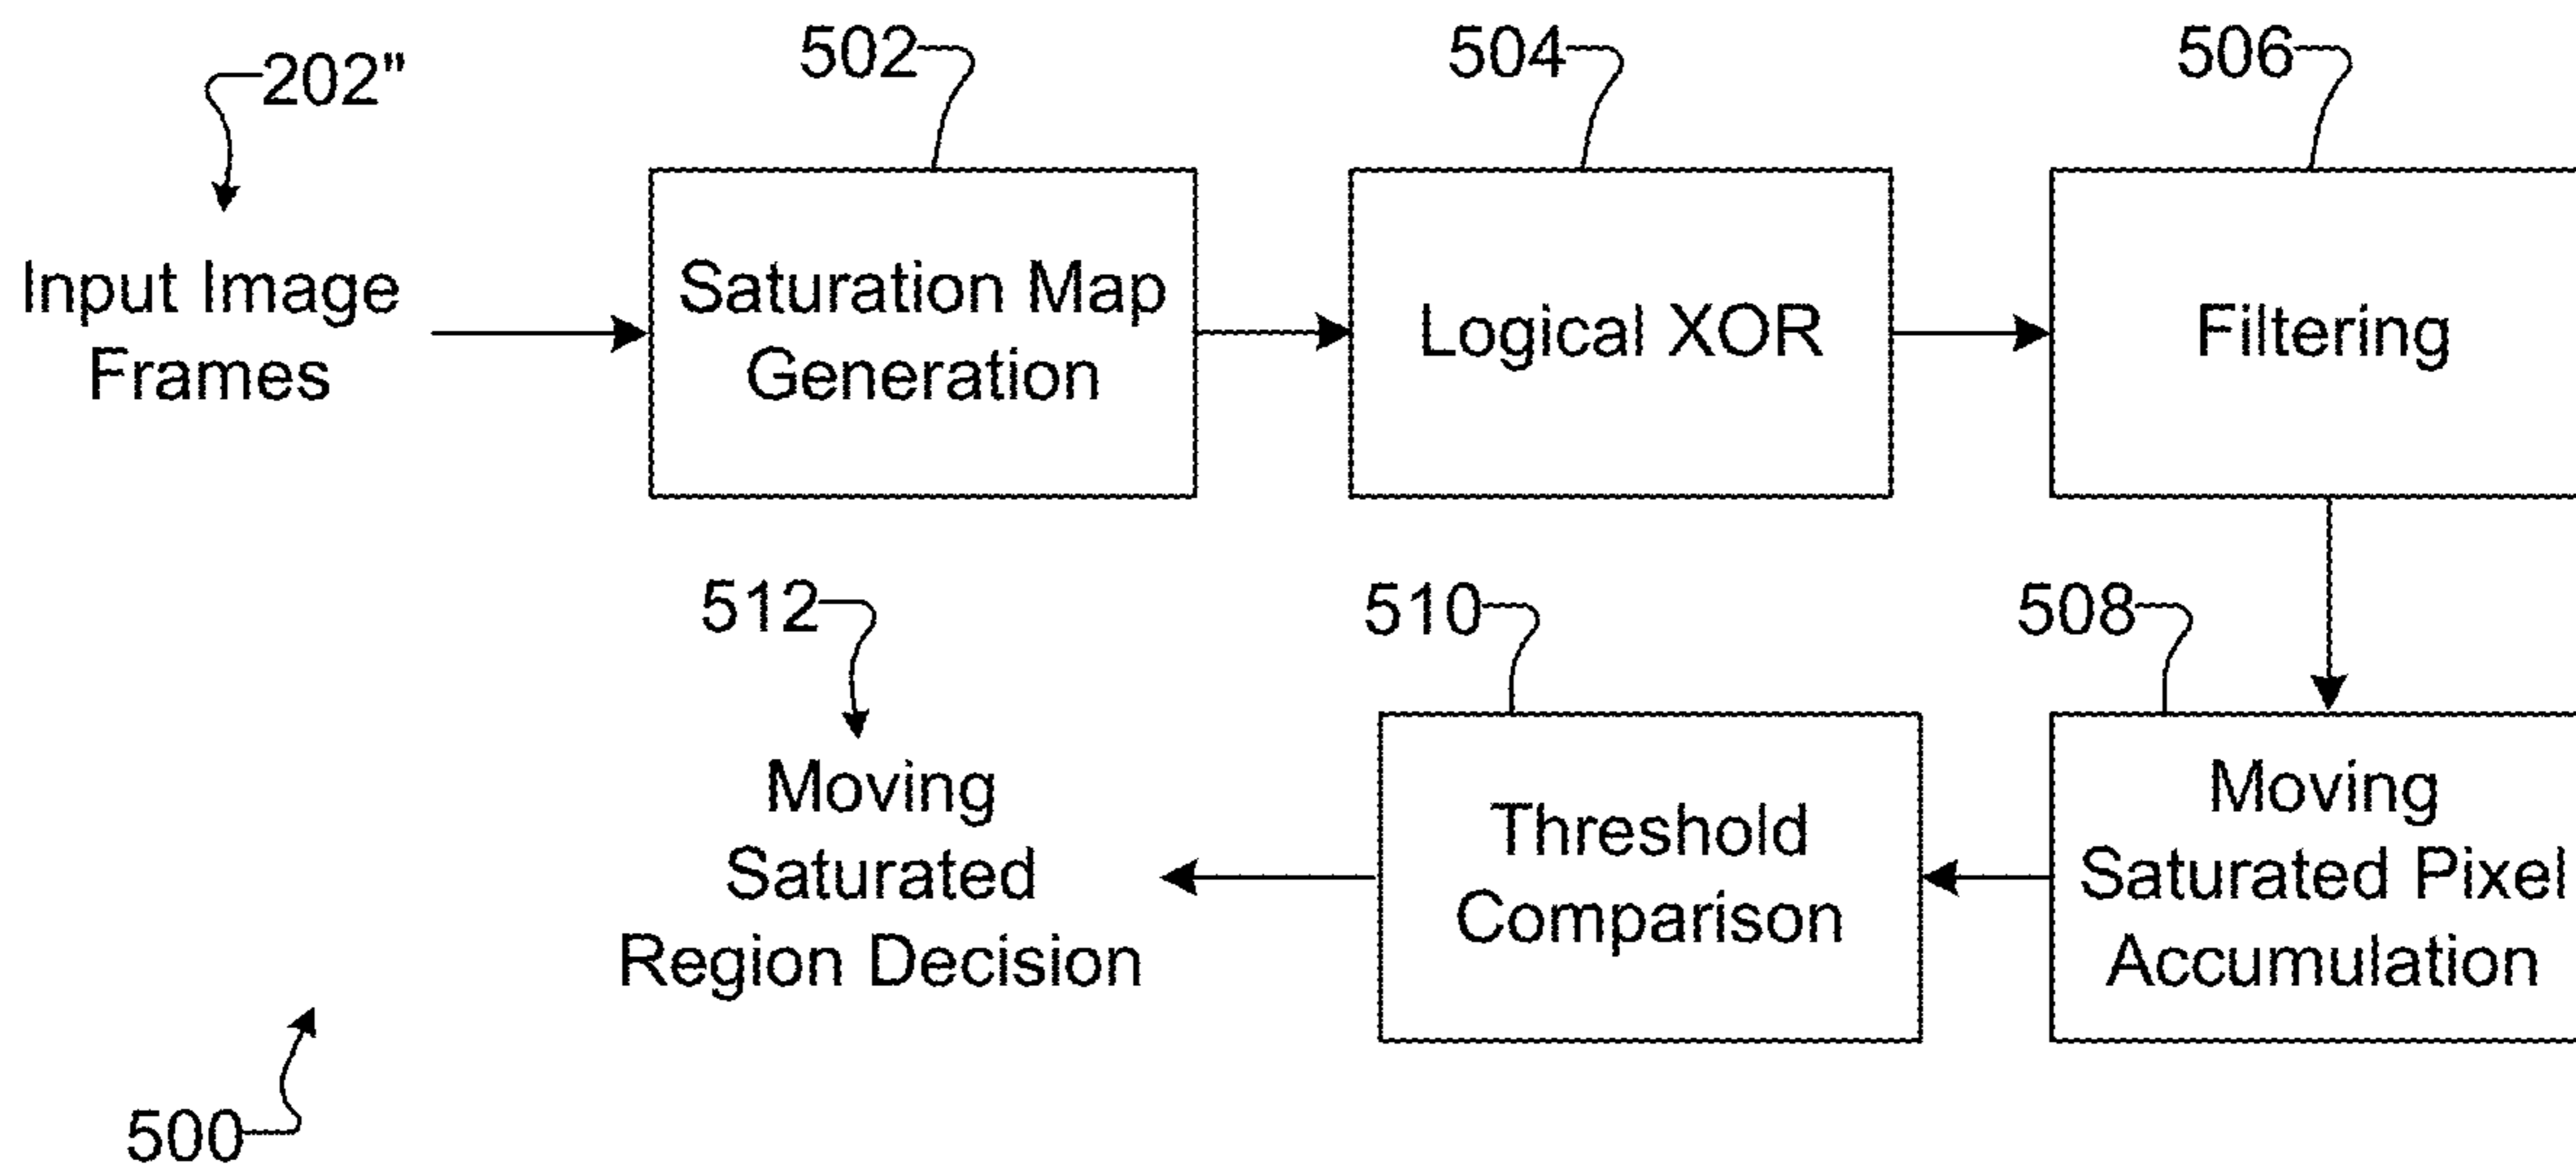 202"
502
504
506
Input Image
Frames
Saturation Map
Generation
Logical XOR
Filtering
512
510
508
Moving
Saturated
Region Decision
Threshold
Comparison
Moving
Saturated Pixel
Accumulation
500